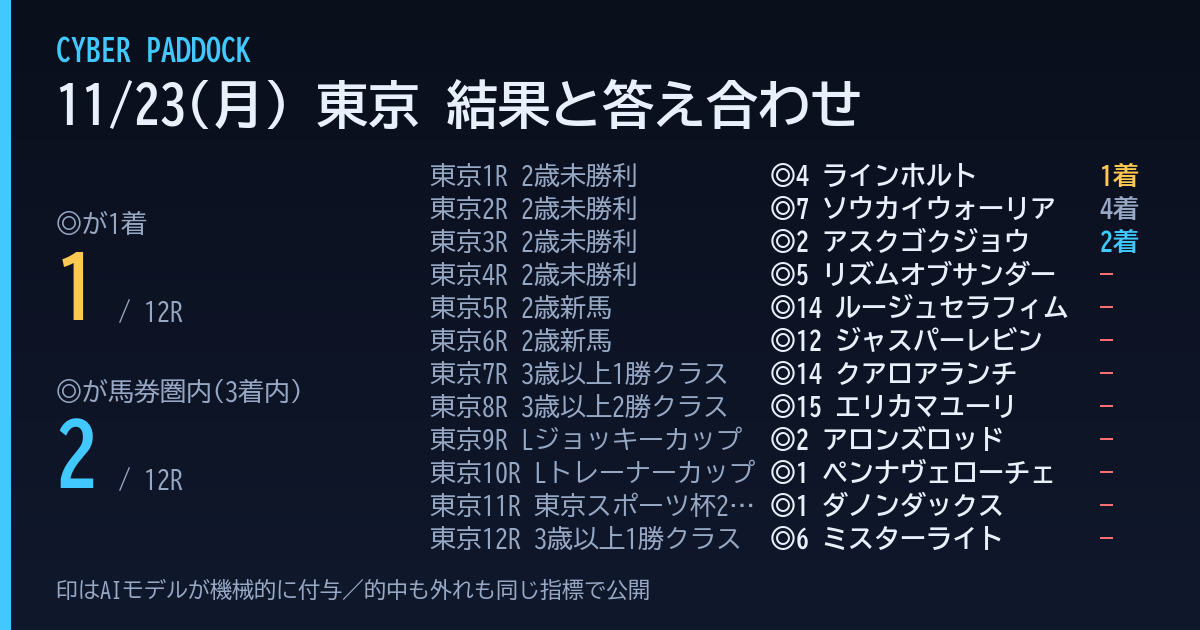 CYBER PADDOCK
11/23(月) 東京 結果と答え合わせ
◎が1着
1 / 12R
◎が馬券圏内(3着内)
2 / 12R
東京1R 2歳未勝利 ◎4 ラインホルト 1着
東京2R 2歳未勝利 ◎7 ソウカイウォーリア 4着
東京3R 2歳未勝利 ◎2 アスクゴクジョウ 2着
東京4R 2歳未勝利 ◎5 リズムオブサンダー −
東京5R 2歳新馬 ◎14 ルージュセラフィム −
東京6R 2歳新馬 ◎12 ジャスパーレビン −
東京7R 3歳以上1勝クラス ◎14 クアロアランチ −
東京8R 3歳以上2勝クラス ◎15 エリカマユーリ −
東京9R Lジョッキーカップ ◎2 アロンズロッド −
東京10R Lトレーナーカップ ◎1 ペンナヴェローチェ −
東京11R 東京スポーツ杯2… ◎1 ダノンダックス −
東京12R 3歳以上1勝クラス ◎6 ミスターライト −
印はAIモデルが機械的に付与／的中も外れも同じ指標で公開